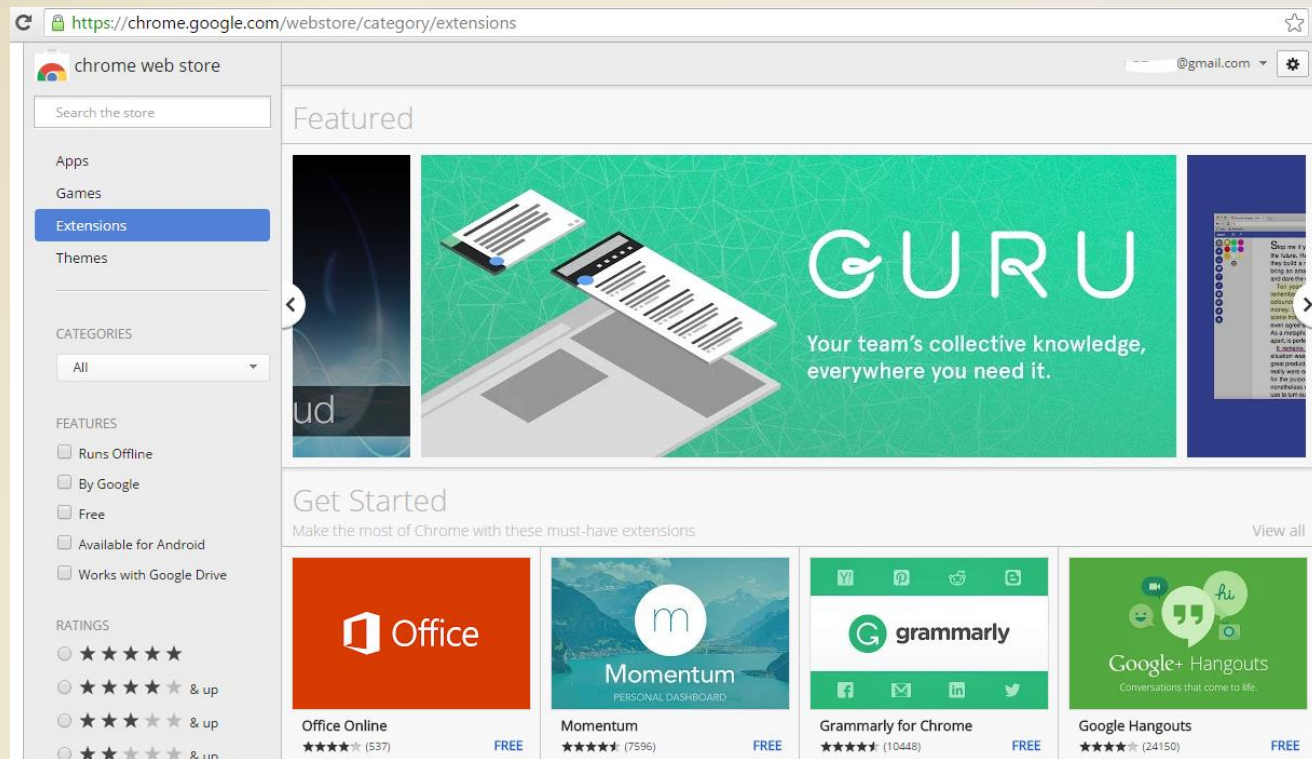 https://chrome.google.com/webstore/category/extensions
chrome web store
@gmail.com
Search the store
Apps
Games
Extensions
Themes
CATEGORIES
All
FEATURES
Runs Offline
By Google
Free
Available for Android
Works with Google Drive
RATINGS
& up
& up
& up
Featured
ud
GURU
Your team's collective knowledge,
everywhere you need it.
Get Started
Make the most of Chrome with these must-have extensions
View all
Office
Office Online
(537)
FREE
m
Momentum
PERSONAL DASHBOARD
Momentum
(7596)
FREE
grammarly
Grammarly for Chrome
(10448)
FREE
hi
Google+ Hangouts
Conversations that come to life.
Google Hangouts
(24150)
FREE